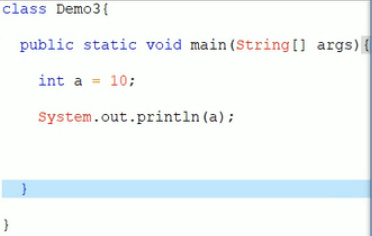 class Demo3{
public static void main(String[] args){
int a = 10;
System.out.println(a);
}
}